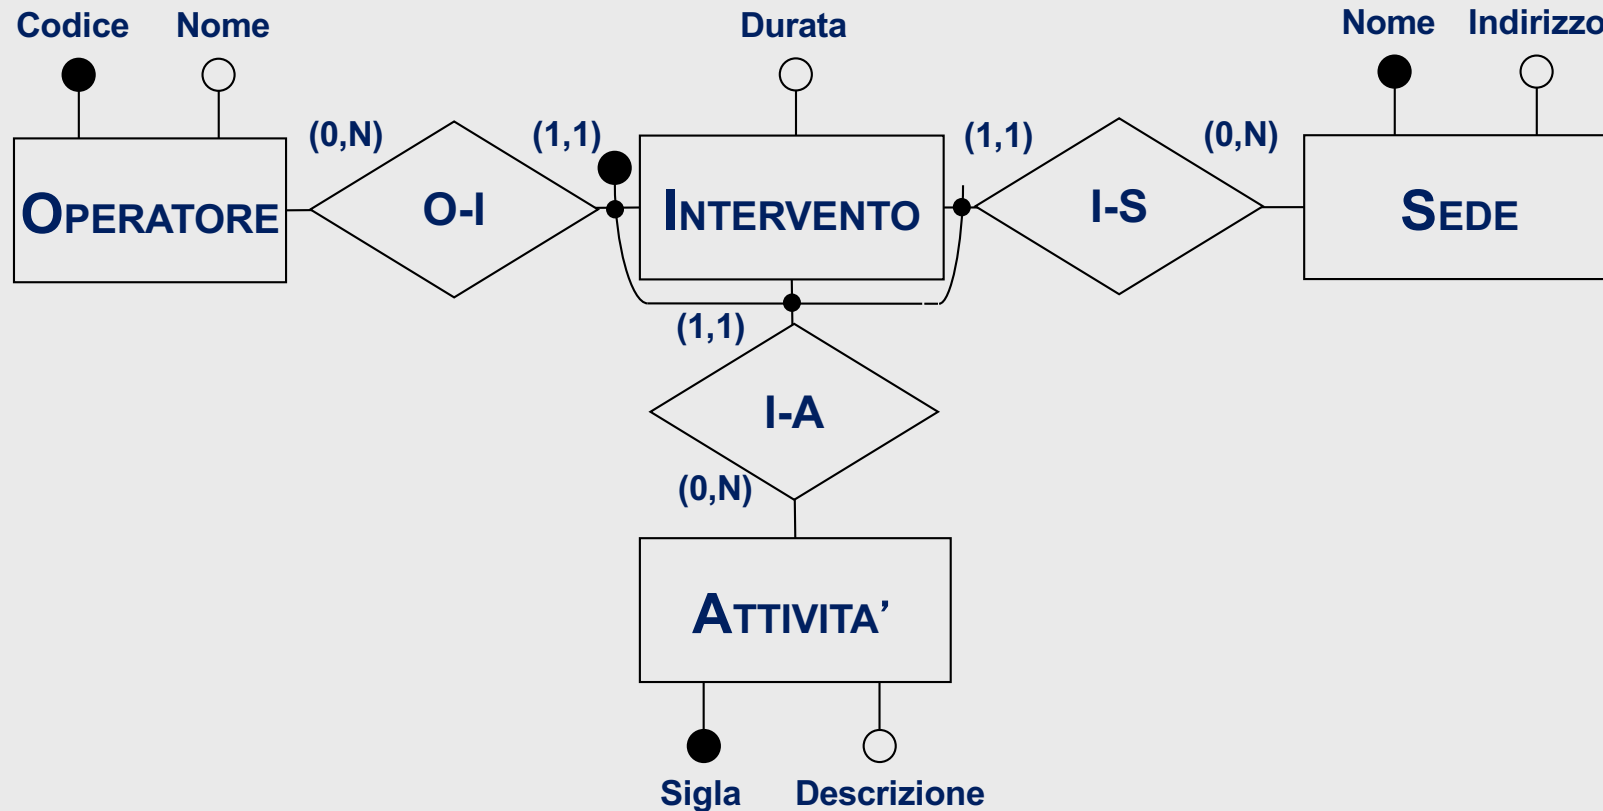 Codice Nome Durata Nome Indirizzo
(0,N) (1,1) (1,1) (0,N)
OPERATORE O-I INTERVENTO I-S SEDE
(1,1)
I-A
(0,N)
ATTIVITA’
Sigla Descrizione